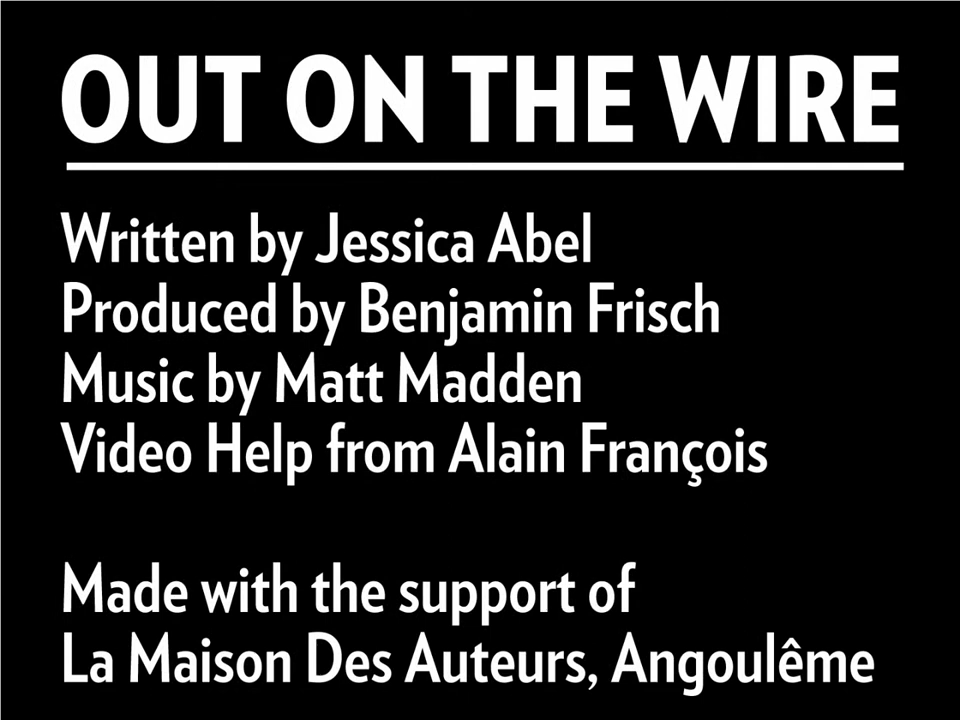 OUT ON THE WIRE
Written by Jessica Abel
Produced by Benjamin Frisch
Music by Matt Madden
Video Help from Alain François
Made with the support of
La Maison Des Auteurs, Angoulême